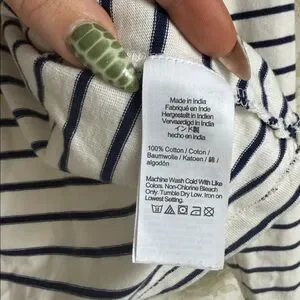 Made in India
Fabriqué en Inde
Hergestellt in Indien
Vervaardigd in India
インド製
hecho en India
100% Cotton / Coton /
Baumwolle / Katoen / 綿 /
algodón
Machine Wash Cold With Like
Colors. Non-Chlorine Bleach
Only. Tumble Dry Low. Iron on
Lowest Setting.